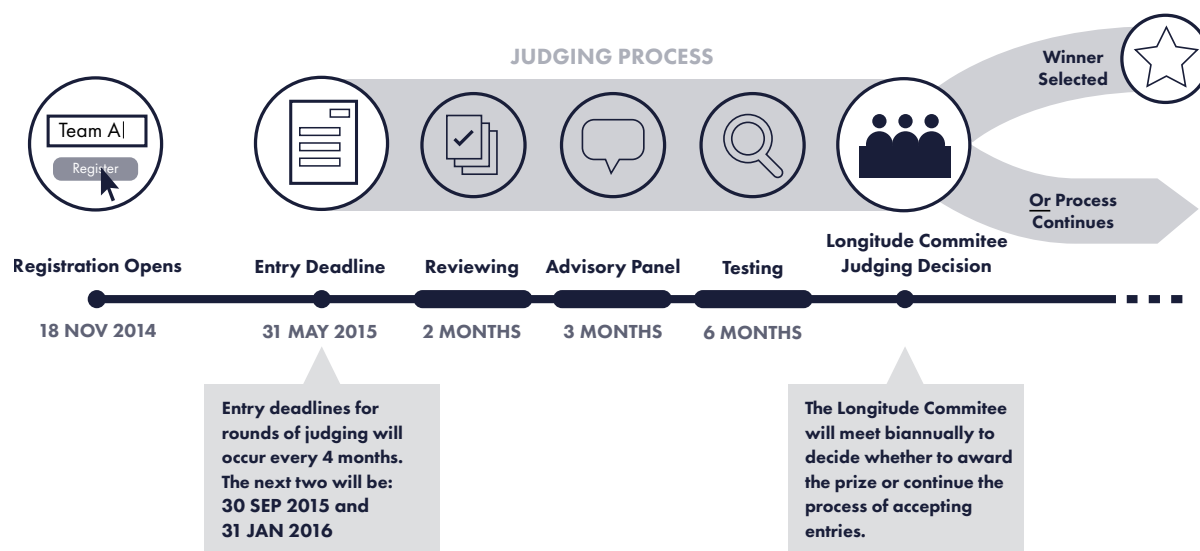 JUDGING PROCESS
Winner
Selected
Team A
Register
Or Process
Continues
Registration Opens
Entry Deadline
Reviewing
Advisory Panel
Testing
Longitude Commitee
Judging Decision
18 NOV 2014
31 MAY 2015
2 MONTHS
3 MONTHS
6 MONTHS
Entry deadlines for
rounds of judging will
occur every 4 months.
The next two will be:
30 SEP 2015 and
31 JAN 2016
The Longitude Commitee
will meet biannually to
decide whether to award
the prize or continue the
process of accepting
entries.